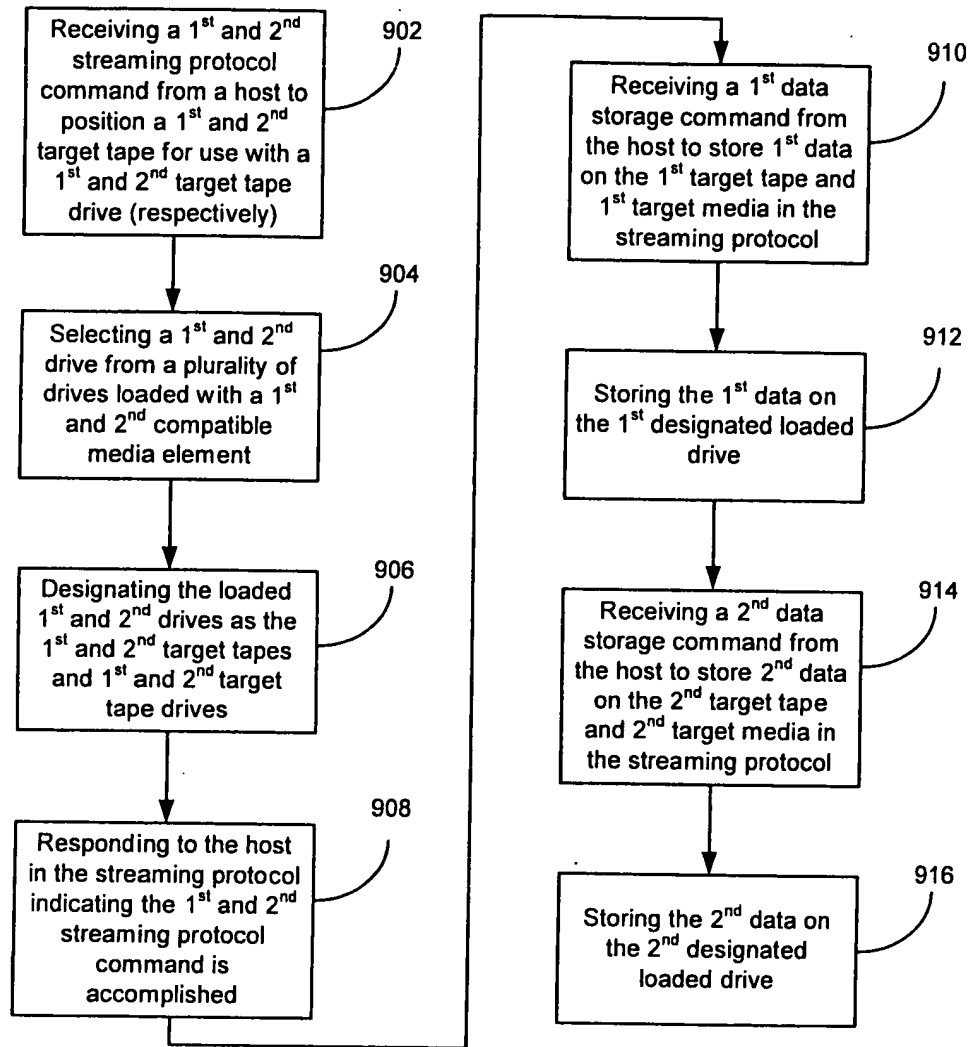 Receiving a 1st and 2nd
streaming protocol
command from a host to
position a 1st and 2nd
target tape for use with a
1st and 2nd target tape
drive (respectively)
902
Selecting a 1st and 2nd
drive from a plurality of
drives loaded with a 1st
and 2nd compatible
media element
904
Designating the loaded
1st and 2nd drives as the
1st and 2nd target tapes
and 1st and 2nd target
tape drives
906
Responding to the host
in the streaming protocol
indicating the 1st and 2nd
streaming protocol
command is
accomplished
908
Receiving a 1st data
storage command from
the host to store 1st data
on the 1st target tape and
1st target media in the
streaming protocol
910
Storing the 1st data on
the 1st designated loaded
drive
912
Receiving a 2nd data
storage command from
the host to store 2nd data
on the 2nd target tape
and 2nd target media in
the streaming protocol
914
Storing the 2nd data on
the 2nd designated
loaded drive
916